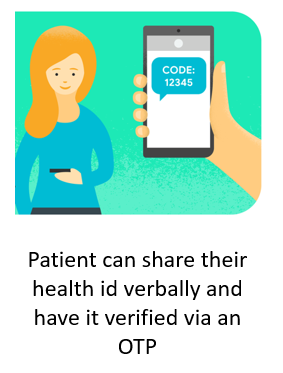 CODE:
12345
Patient can share their
health id verbally and
have it verified via an
OTP